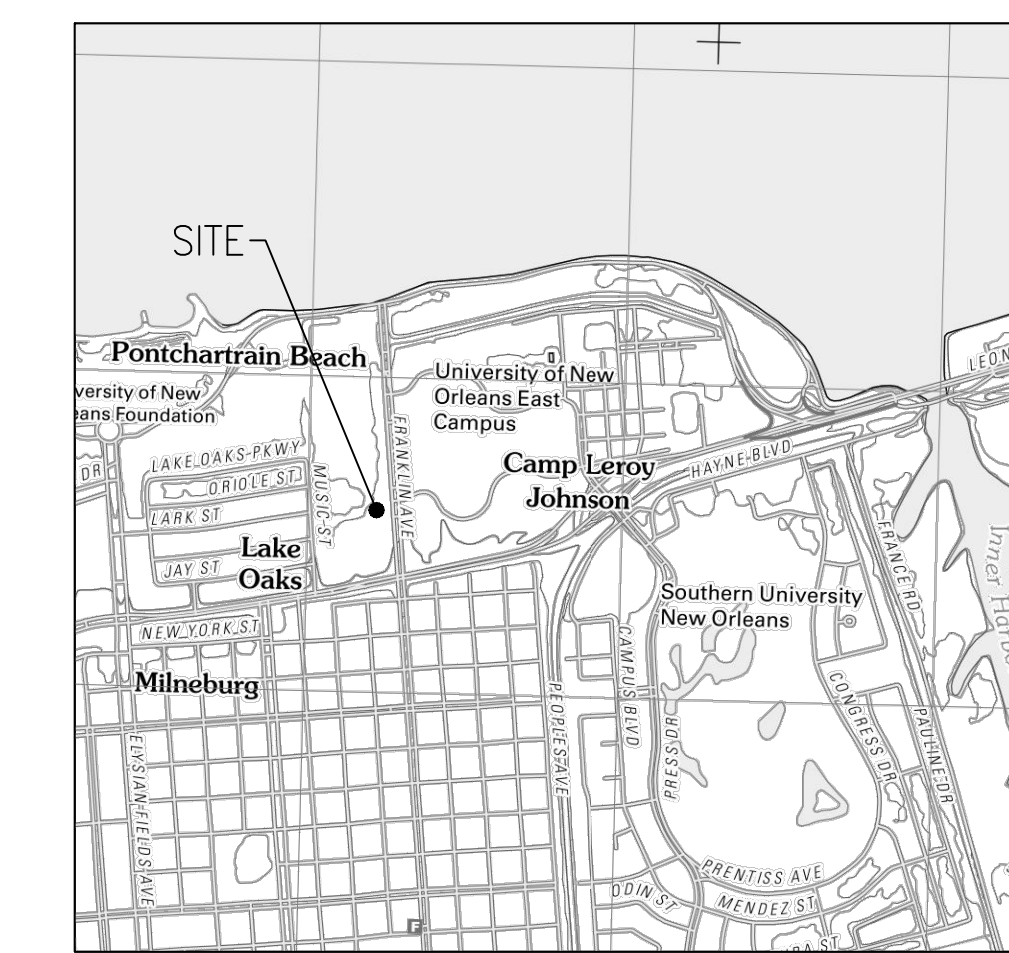 SITE
LEON
Pontchartrain Beach
University of New
Orleans East
Campus
versity of New
eans Foundation
FRANKLIN AVE
LAKE OAKS PKWY
ORIOLE ST
MUSIC ST
DR
LARK ST
Camp Leroy
Johnson
HAYNE BLVD
FRANCE RD
Lake
Oaks
JAY ST
Inner Harbo
Southern University
New Orleans
NEW YORK ST
CAMPUS BLVD
Milneburg
PEOPLES AVE
PRESS DR
CONGRESS DR
PAULINE DR
ELYSIAN FIELDS AVE
PRENTISS AVE
ODIN ST
MENDEZ ST
F
ST